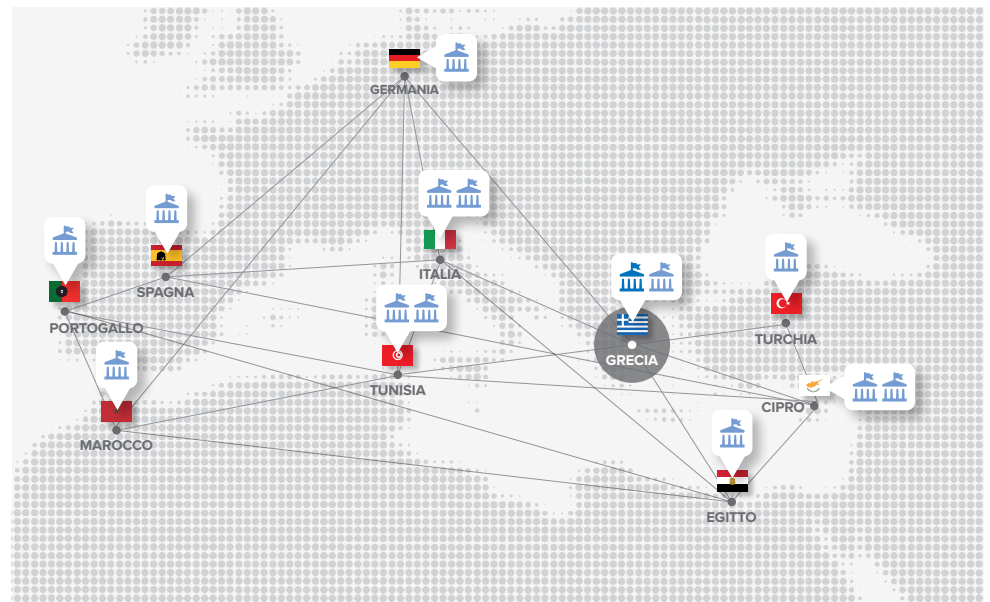 GERMANIA
ITALIA
SPAGNA
PORTOGALLO
TURCHIA
GRECIA
TUNISIA
CIPRO
MAROCCO
EGITTO